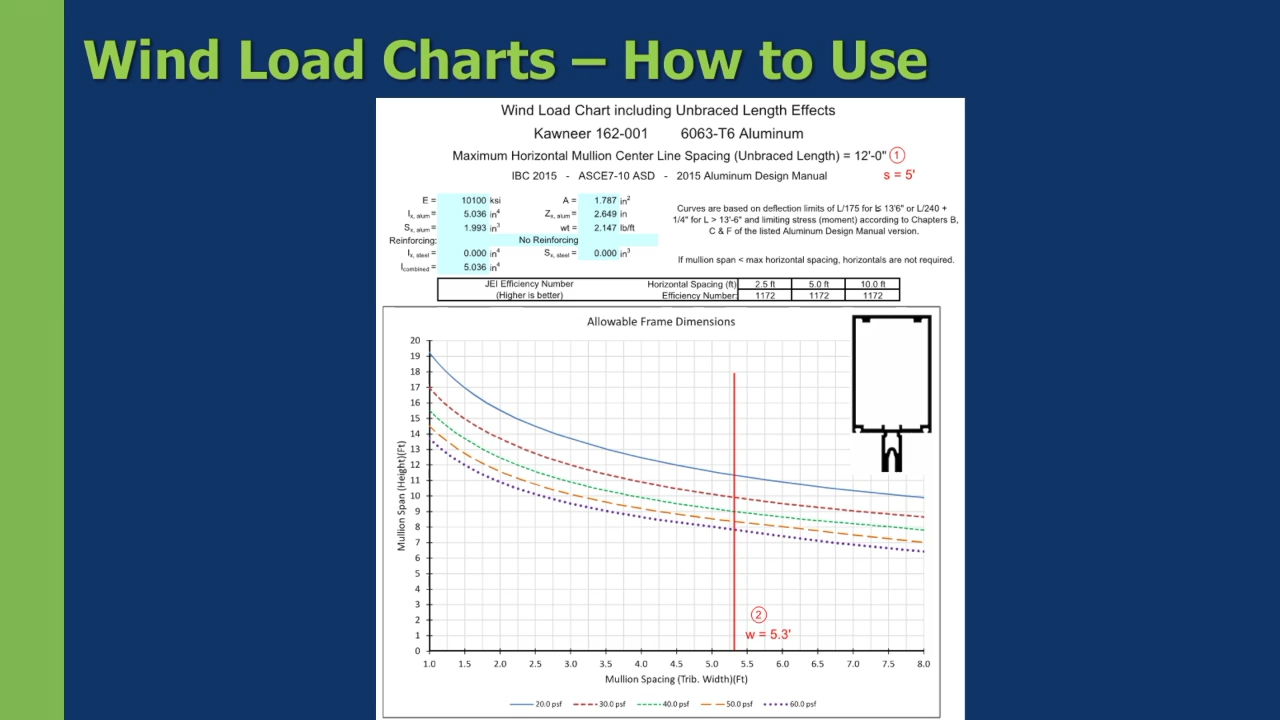 Wind Load Charts – How to Use
Wind Load Chart including Unbraced Length Effects
Kawneer 162-001 6063-T6 Aluminum
Maximum Horizontal Mullion Center Line Spacing (Unbraced Length) = 12'-0" 1
IBC 2015 - ASCE7-10 ASD - 2015 Aluminum Design Manual s = 5'
E = 10100 ksi A = 1.787 in²
Ix, alum = 5.036 in⁴ Zx, alum = 2.649 in
Sx, alum = 1.993 in³ wt = 2.147 lb/ft
Reinforcing: No Reinforcing
Ix, steel = 0.000 in⁴ Sx, steel = 0.000 in³
Icombined = 5.036 in⁴
Curves are based on deflection limits of L/175 for L ≤ 13'6" or L/240 +
1/4" for L > 13'-6" and limiting stress (moment) according to Chapters B,
C & F of the listed Aluminum Design Manual version.
If mullion span < max horizontal spacing, horizontals are not required.
JEI Efficiency Number Horizontal Spacing (ft) 2.5 ft 5.0 ft 10.0 ft
(Higher is better) Efficiency Number: 1172 1172 1172
Allowable Frame Dimensions
Mullion Span (Height)(Ft)
20
19
18
17
16
15
14
13
12
11
10
9
8
7
6
5
4
3
2
1
0
2
w = 5.3'
1.0 1.5 2.0 2.5 3.0 3.5 4.0 4.5 5.0 5.5 6.0 6.5 7.0 7.5 8.0
Mullion Spacing (Trib. Width)(Ft)
20.0 psf 30.0 psf 40.0 psf 50.0 psf 60.0 psf